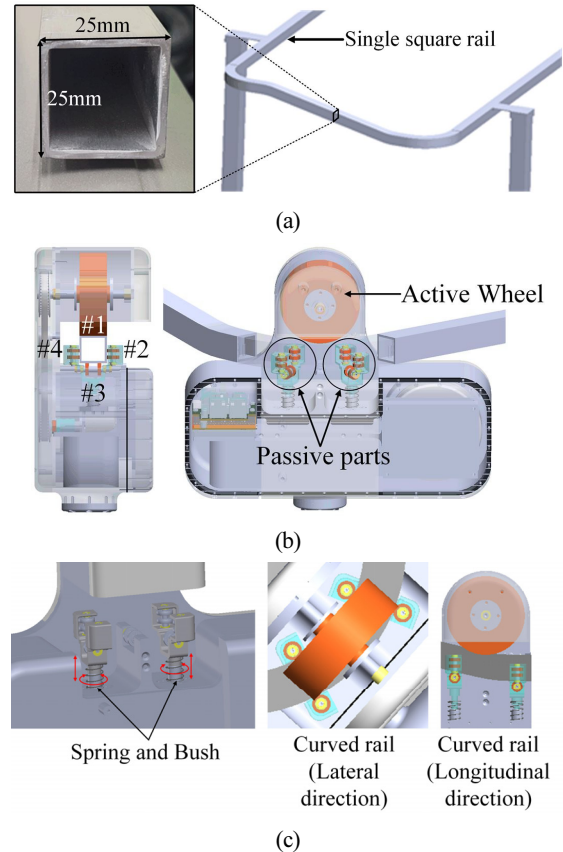 25mm
25mm
Single square rail
(a)
#1
#4
#2
#3
Active Wheel
Passive parts
(b)
Spring and Bush
Curved rail
(Lateral
direction)
Curved rail
(Longitudinal
direction)
(c)